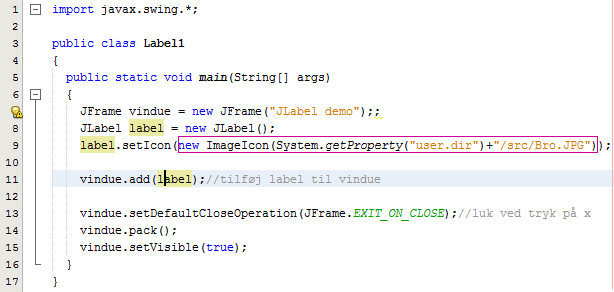 1 import javax.swing.*;
2
3 public class Label1
4 {
5 public static void main(String[] args)
6 {
JFrame vindue = new JFrame("JLabel demo");;
8 JLabel label = new JLabel();
9 label.setIcon(new ImageIcon(System.getProperty("user.dir")+"/src/Bro.JPG"));
10
11 vindue.add(label);//tilføj label til vindue
12
13 vindue.setDefaultCloseOperation(JFrame.EXIT_ON_CLOSE);//luk ved tryk på x
14 vindue.pack();
15 vindue.setVisible(true);
16 }
17 }